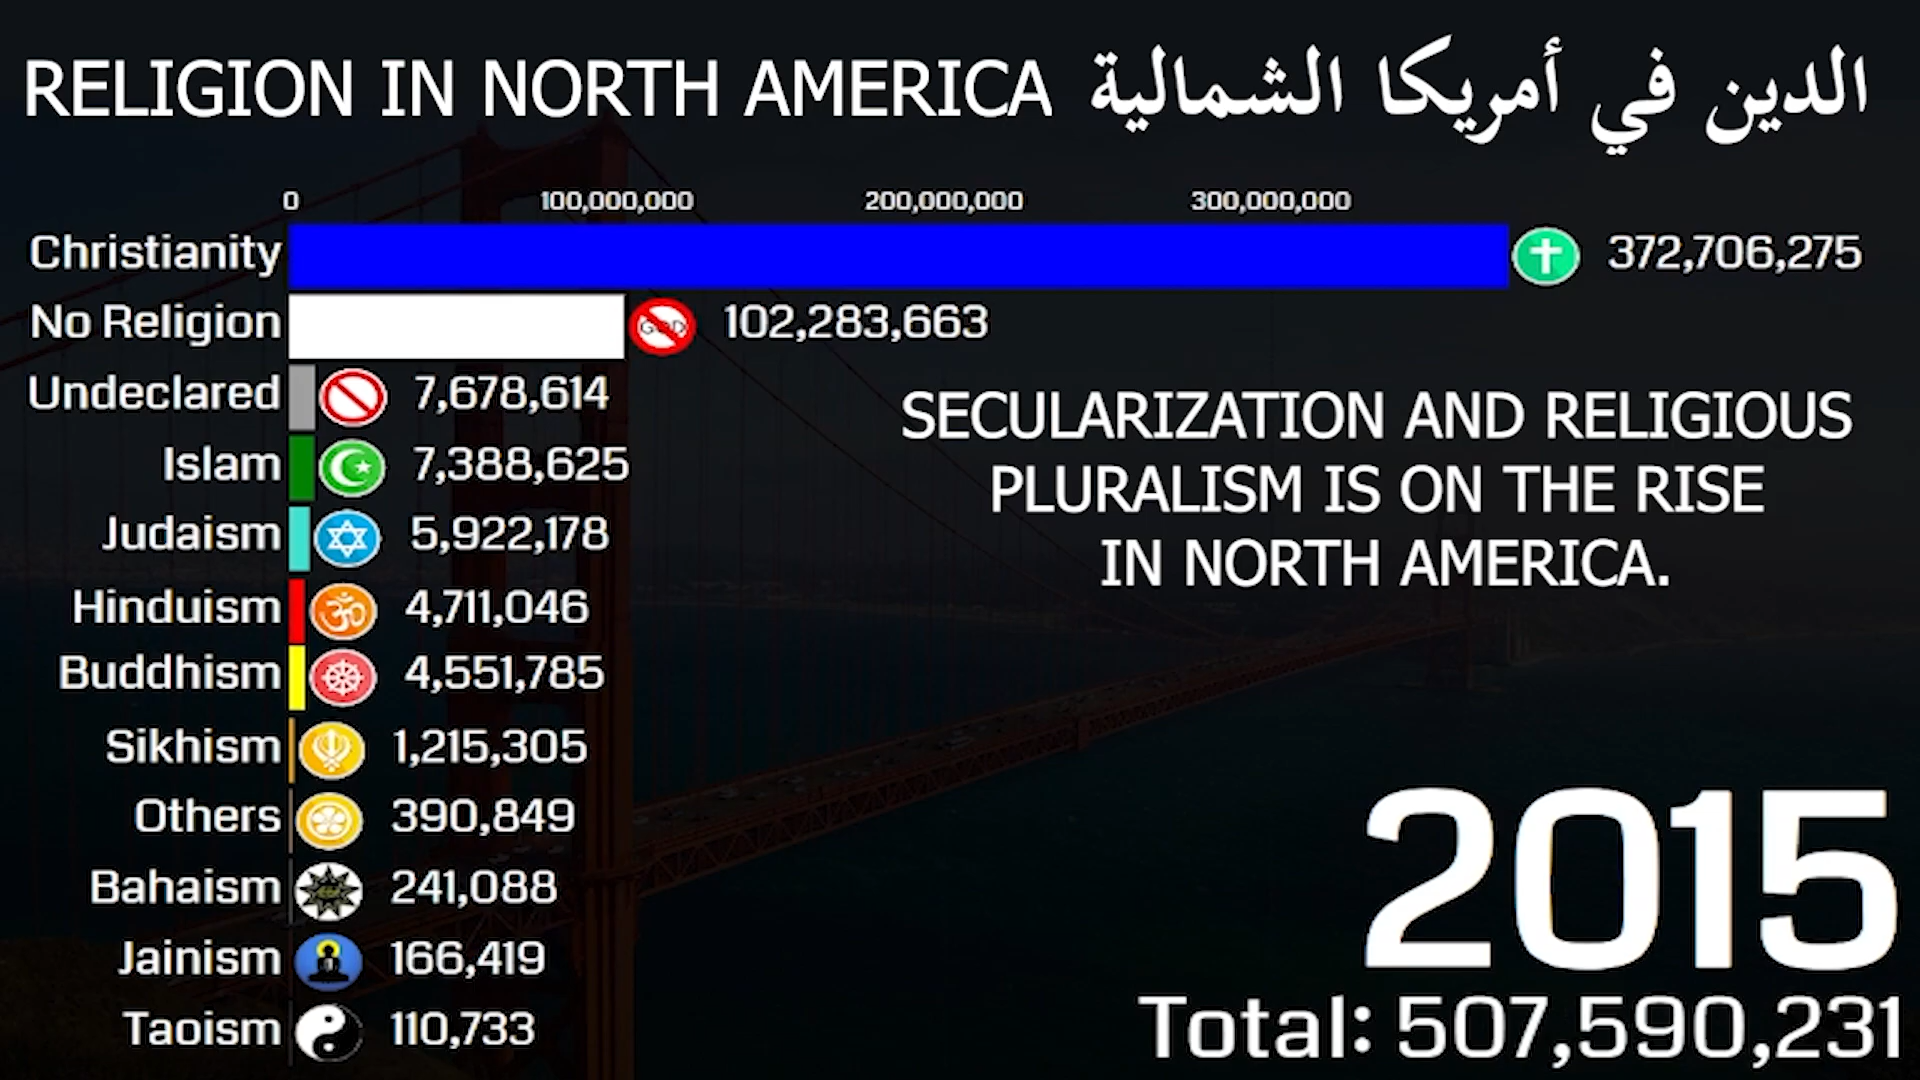 RELIGION IN NORTH AMERICA الدين في أمريكا الشمالية
0 100,000,000 200,000,000 300,000,000
Christianity 372,706,275
No Religion GOD 102,283,663
Undeclared 7,678,614
Islam 7,388,625
Judaism 5,922,178
Hinduism ॐ 4,711,046
Buddhism 4,551,785
Sikhism 1,215,305
Others 390,849
Bahaism 241,088
Jainism 166,419
Taoism 110,733
SECULARIZATION AND RELIGIOUS
PLURALISM IS ON THE RISE
IN NORTH AMERICA.
2015
Total: 507,590,231